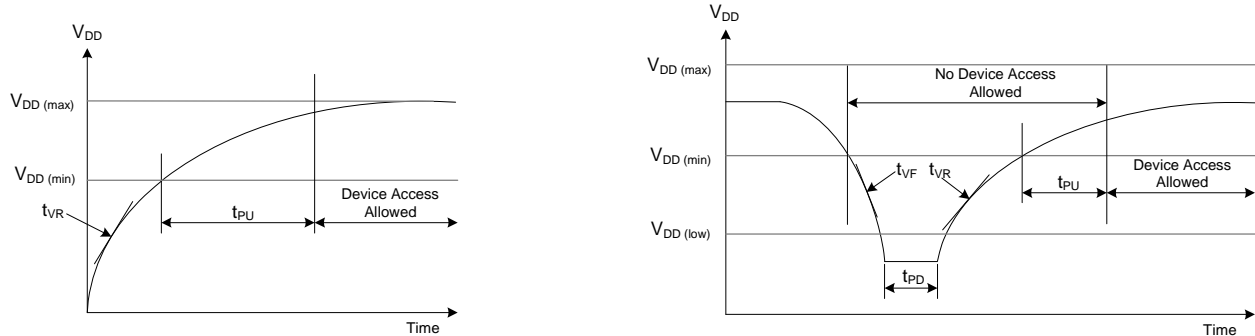 VDD
VDD (max)
VDD (min)
tVR
tPU
Device Access
Allowed
Time
VDD
VDD (max)
No Device Access
Allowed
VDD (min)
tVF
tVR
tPU
Device Access
Allowed
VDD (low)
tPD
Time